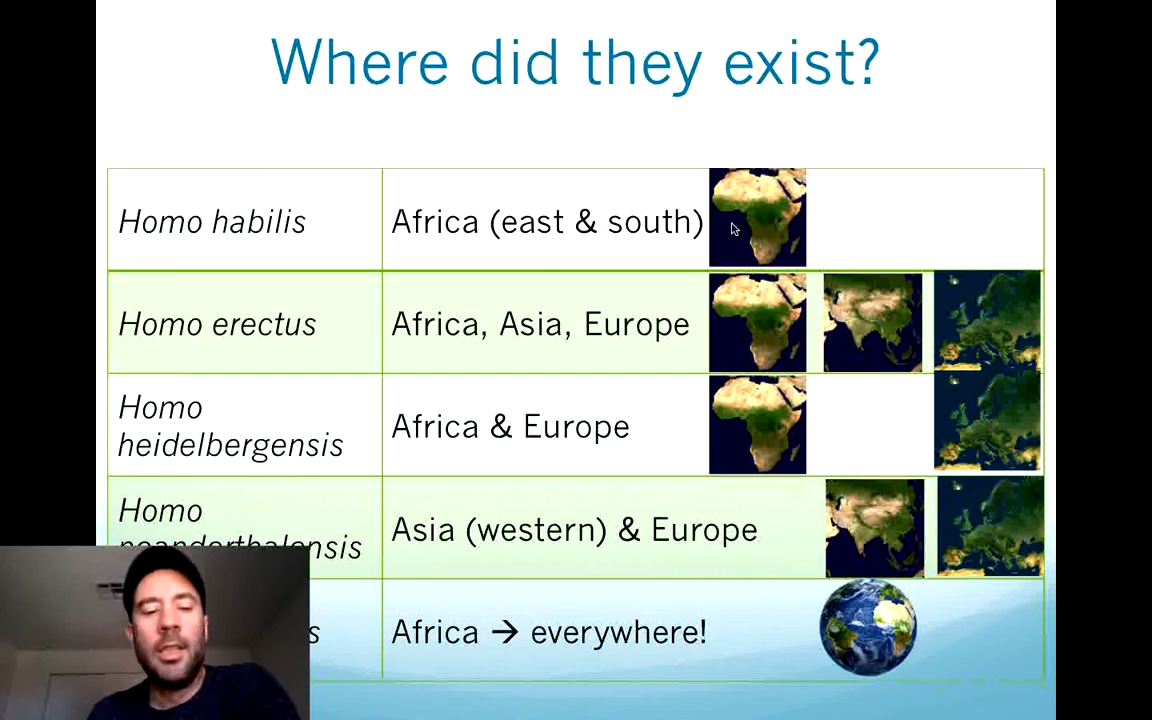 Where did they exist?
Homo habilis
Africa (east & south)
Homo erectus
Africa, Asia, Europe
Homo
heidelbergensis
Africa & Europe
Homo
neanderthalensis
Asia (western) & Europe
Africa → everywhere!